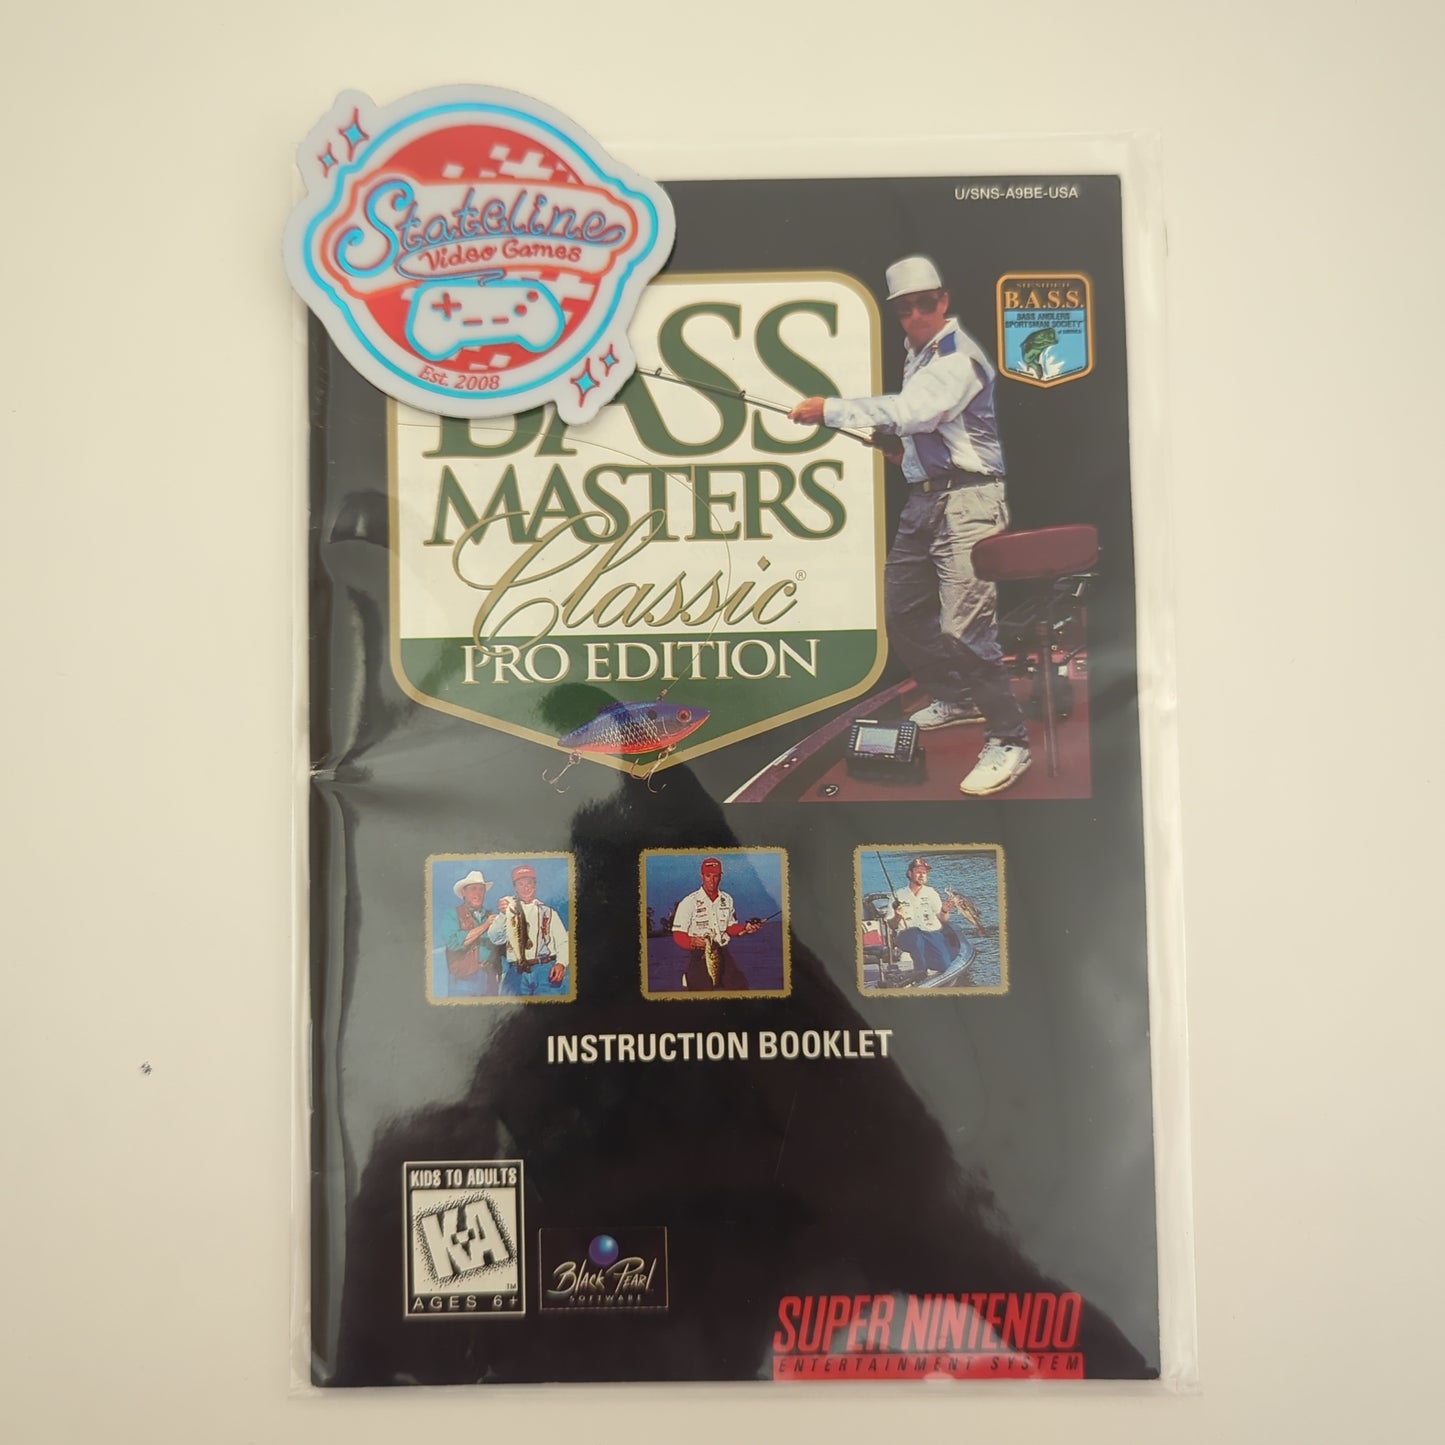 Stateline
Video Games
Est. 2008
U/SNS-A9BE-USA
B.A.S.S.
BASS ANGLERS
SPORTSMAN SOCIETY
BASS
MASTERS
Classic®
PRO EDITION
INSTRUCTION BOOKLET
KIDS TO ADULTS
K-A
TM
AGES 6+
Black Pearl
SOFTWARE
SUPER NINTENDO
ENTERTAINMENT SYSTEM